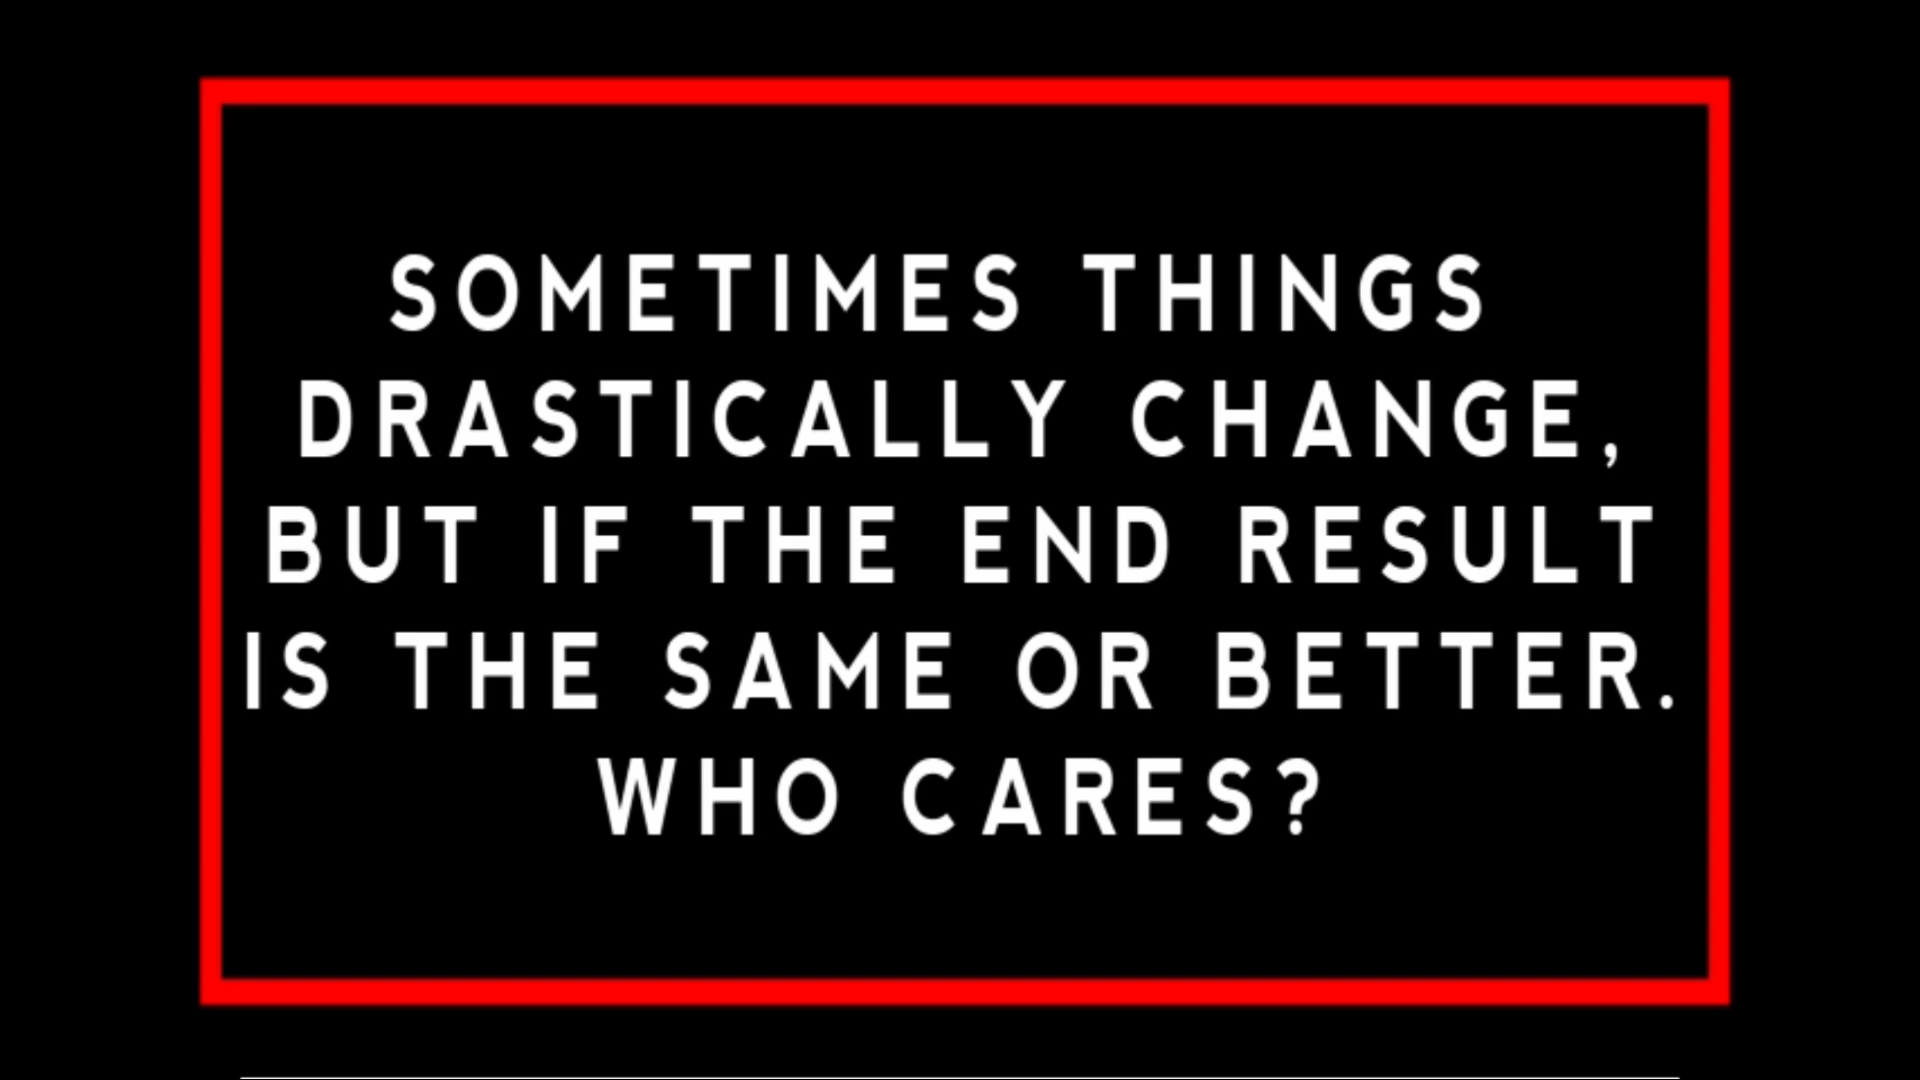 SOMETIMES THINGS
DRASTICALLY CHANGE,
BUT IF THE END RESULT
IS THE SAME OR BETTER.
WHO CARES?